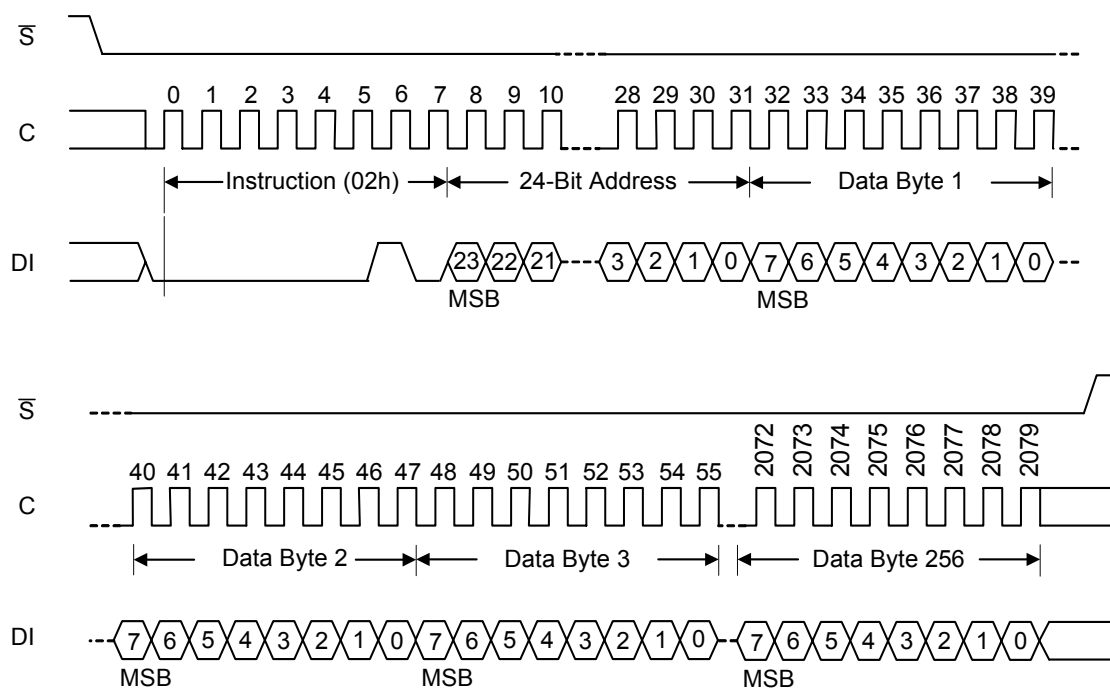 S̅
0 1 2 3 4 5 6 7 8 9 10 28 29 30 31 32 33 34 35 36 37 38 39
C
Instruction (02h) 24-Bit Address Data Byte 1
DI 23 22 21 3 2 1 0 7 6 5 4 3 2 1 0
MSB MSB
S̅
2072 2073 2074 2075 2076 2077 2078 2079
40 41 42 43 44 45 46 47 48 49 50 51 52 53 54 55
C
Data Byte 2 Data Byte 3 Data Byte 256
DI 7 6 5 4 3 2 1 0 7 6 5 4 3 2 1 0 7 6 5 4 3 2 1 0
MSB MSB MSB